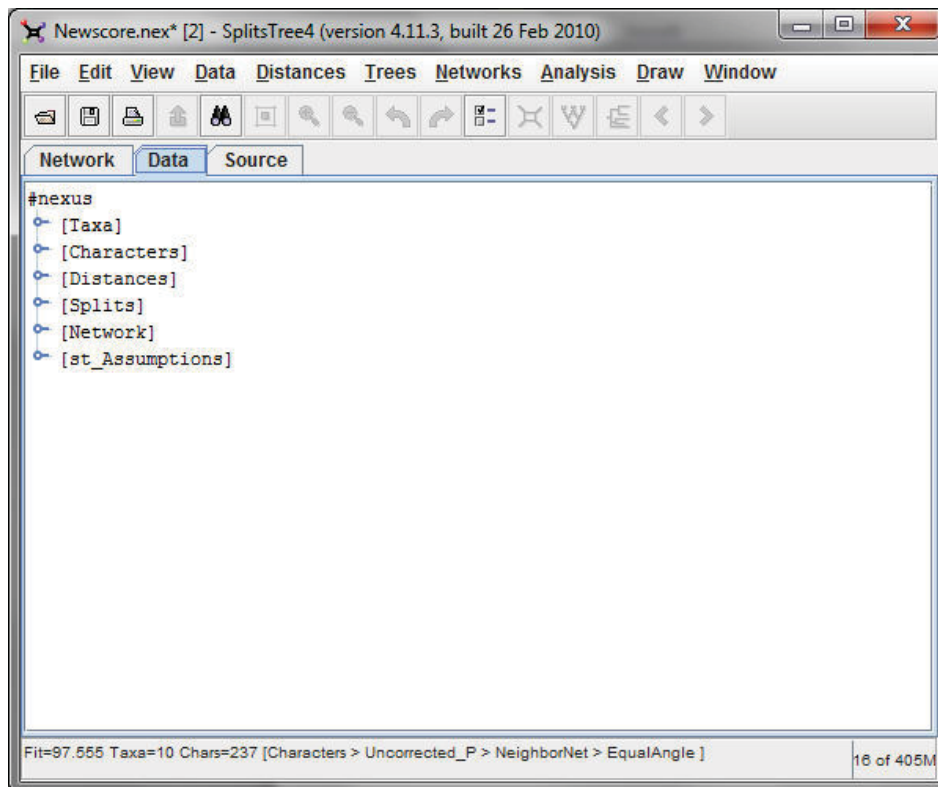 Newscore.nex* [2] - SplitsTree4 (version 4.11.3, built 26 Feb 2010)
File Edit View Data Distances Trees Networks Analysis Draw Window
Network Data Source
#nexus
[Taxa]
[Characters]
[Distances]
[Splits]
[Network]
[st_Assumptions]
Fit=97.555 Taxa=10 Chars=237 [Characters > Uncorrected_P > NeighborNet > EqualAngle ]
16 of 405M